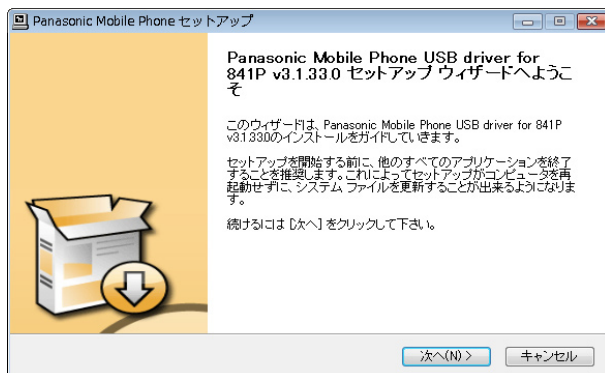 Panasonic Mobile Phone セットアップ
Panasonic Mobile Phone USB driver for
841P v3.1.33.0 セットアップ ウィザードへようこ
そ
このウィザードは、Panasonic Mobile Phone USB driver for 841P
v3.1.33.0のインストールをガイドしていきます。
セットアップを開始する前に、他のすべてのアプリケーションを終了
することを推奨します。これによってセットアップがコンピュータを再
起動せずに、システム ファイルを更新することが出来るようになりま
す。
続けるには [次へ] をクリックして下さい。
次へ(N) >
キャンセル